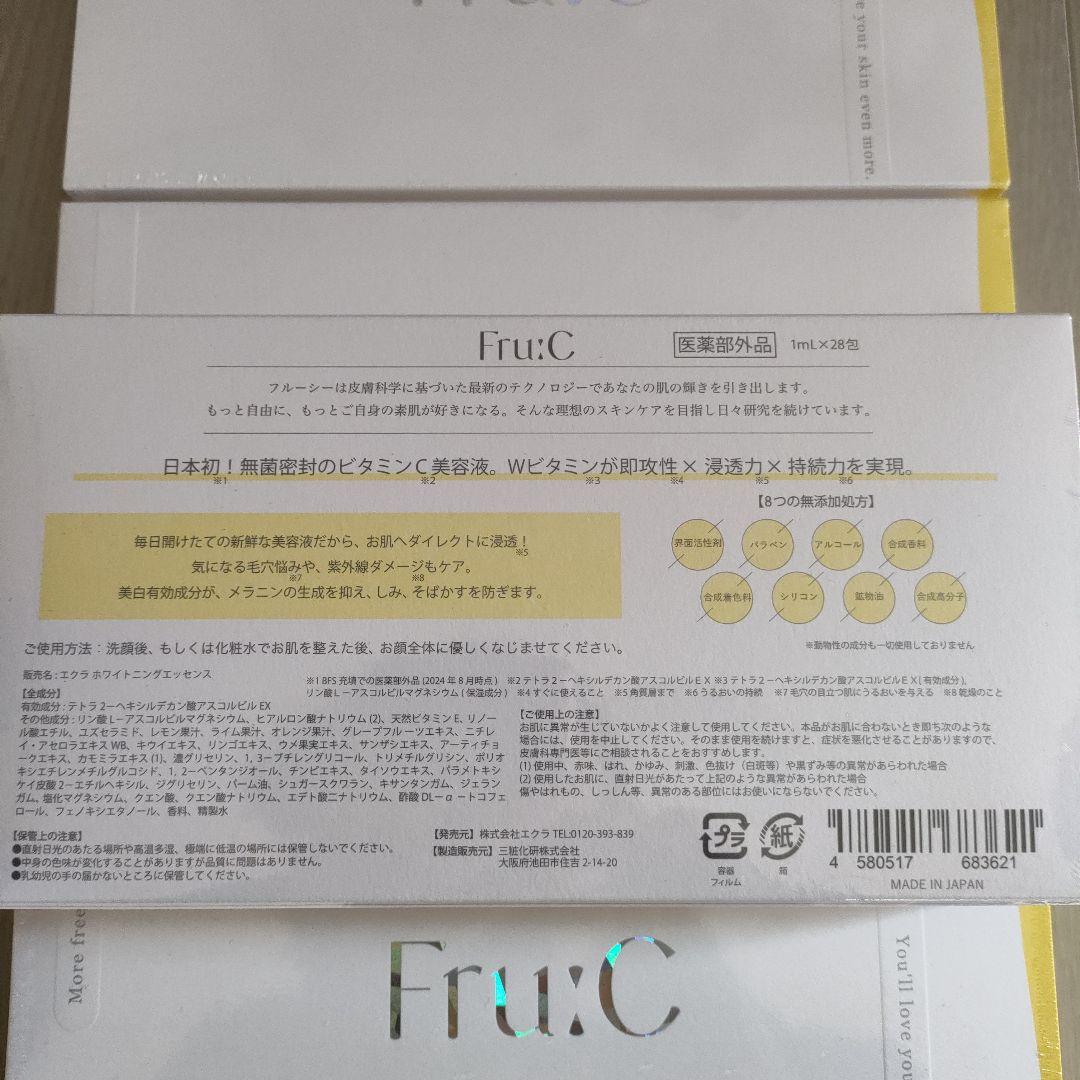 Fru:C
e your skin even more.
Fru:C 医薬部外品 1mL×28包
フルーシーは皮膚科学に基づいた最新のテクノロジーであなたの肌の輝きを引き出します。
もっと自由に、もっとご自身の素肌が好きになる。そんな理想のスキンケアを目指し日々研究を続けています。
日本初!無菌密封のビタミンC美容液。Wビタミンが即攻性×浸透力×持続力を実現。
※1 ※2 ※3 ※4 ※5 ※6
毎日開けたての新鮮な美容液だから、お肌へダイレクトに浸透!
※5
気になる毛穴悩みや、紫外線ダメージもケア。
※7 ※8
美白有効成分が、メラニンの生成を抑え、しみ、そばかすを防ぎます。
【8つの無添加処方】
界面活性剤 パラベン アルコール 合成香料
合成着色料 シリコン 鉱物油 合成高分子
※動物性の成分も一切使用しておりません
ご使用方法:洗顔後、もしくは化粧水でお肌を整えた後、お顔全体に優しくなじませてください。
販売名:エクラ ホワイトニングエッセンス
※1 BFS充填での医薬部外品(2024年8月時点) ※2 テトラ2−ヘキシルデカン酸アスコルビルEX ※3 テトラ2−ヘキシルデカン酸アスコルビルEX(有効成分)、
リン酸L−アスコルビルマグネシウム(保湿成分) ※4 すぐに使えること ※5 角質層まで ※6 うるおいの持続 ※7 毛穴の目立つ肌にうるおいを与える ※8 乾燥のこと
【全成分】
有効成分:テトラ2−ヘキシルデカン酸アスコルビルEX
その他成分:リン酸L−アスコルビルマグネシウム、ヒアルロン酸ナトリウム(2)、天然ビタミンE、リノー
ル酸エチル、ユズセラミド、レモン果汁、ライム果汁、オレンジ果汁、グレープフルーツエキス、ニチレ
イ・アセロラエキスWB、キウイエキス、リンゴエキス、ウメ果実エキス、サンザシエキス、アーティチョ
ークエキス、カモミラエキス(1)、濃グリセリン、1,3−ブチレングリコール、トリメチルグリシン、ポリオ
キシエチレンメチルグルコシド、1,2−ペンタンジオール、チンピエキス、タイソウエキス、パラメトキシ
ケイ皮酸2−エチルヘキシル、ジグリセリン、パーム油、シュガースクワラン、キサンタンガム、ジェラン
ガム、塩化マグネシウム、クエン酸、クエン酸ナトリウム、エデト酸二ナトリウム、酢酸DL−α−トコフェ
ロール、フェノキシエタノール、香料、精製水
【ご使用上の注意】
お肌に異常が生じていないかよく注意して使用してください。本品がお肌に合わないとき即ち次のような
場合には、使用を中止してください。そのまま使用を続けますと、症状を悪化させることがありますので、
皮膚科専門医等にご相談されることをおすすめします。
(1) 使用中、赤味、はれ、かゆみ、刺激、色抜け(白斑等)や黒ずみ等の異常があらわれた場合
(2) 使用したお肌に、直射日光があたって上記のような異常があらわれた場合
傷やはれもの、しっしん等、異常のある部位にはお使いにならないでください。
【保管上の注意】
●直射日光のあたる場所や高温多湿、極端に低温の場所には保管しないでください。
●中身の色味が変化することがありますが品質に問題はありません。
●乳幼児の手の届かないところに保管してください。
【発売元】株式会社エクラ TEL:0120-393-839
【製造販売元】三粧化研株式会社
大阪府池田市住吉2-14-20
プラ
容器
フィルム
紙
箱
4 580517 683621
MADE IN JAPAN
More free
Fru:C
You'll love you